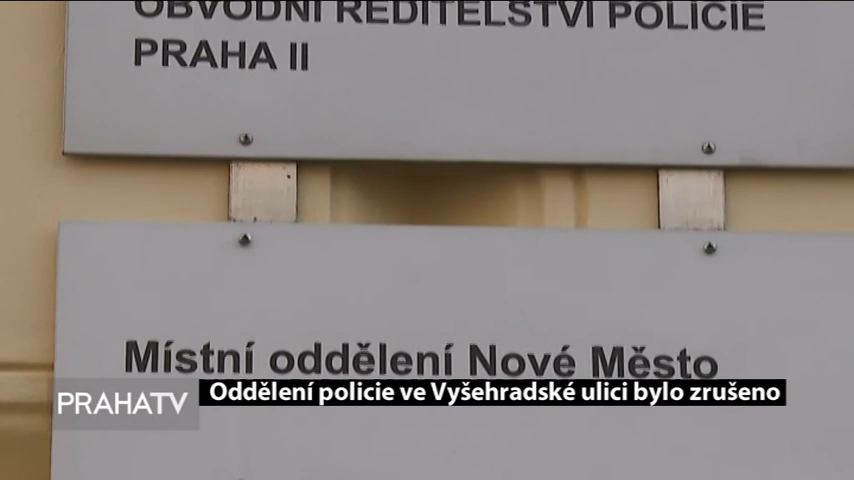 OBVODNÍ ŘEDITELSTVÍ POLICIE
PRAHA II
Místní oddělení Nové Město
PRAHATV
Oddělení policie ve Vyšehradské ulici bylo zrušeno